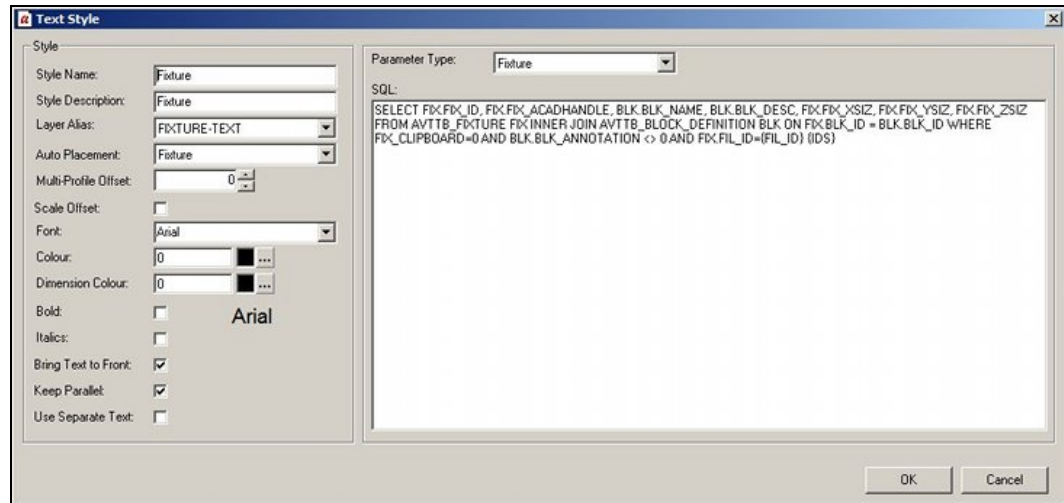 Text Style
Style
Style Name: Fixture
Style Description: Fixture
Layer Alias: FIXTURE-TEXT
Auto Placement: Fixture
Multi-Profile Offset: 0
Scale Offset:
Font: Arial
Colour: 0 ...
Dimension Colour: 0 ...
Bold:
Arial
Italics:
Bring Text to Front:
Keep Parallel:
Use Separate Text:
Parameter Type: Fixture
SQL:
SELECT FIX.FIX_ID, FIX.FIX_ACADHANDLE, BLK.BLK_NAME, BLK.BLK_DESC, FIX.FIX_XSIZ, FIX.FIX_YSIZ, FIX.FIX_ZSIZ
FROM AVTTB_FIXTURE FIX INNER JOIN AVTTB_BLOCK_DEFINITION BLK ON FIX.BLK_ID = BLK.BLK_ID WHERE
FIX_CLIPBOARD=0 AND BLK.BLK_ANNOTATION <> 0 AND FIX.FIL_ID={FIL_ID} {IDS}
OK
Cancel